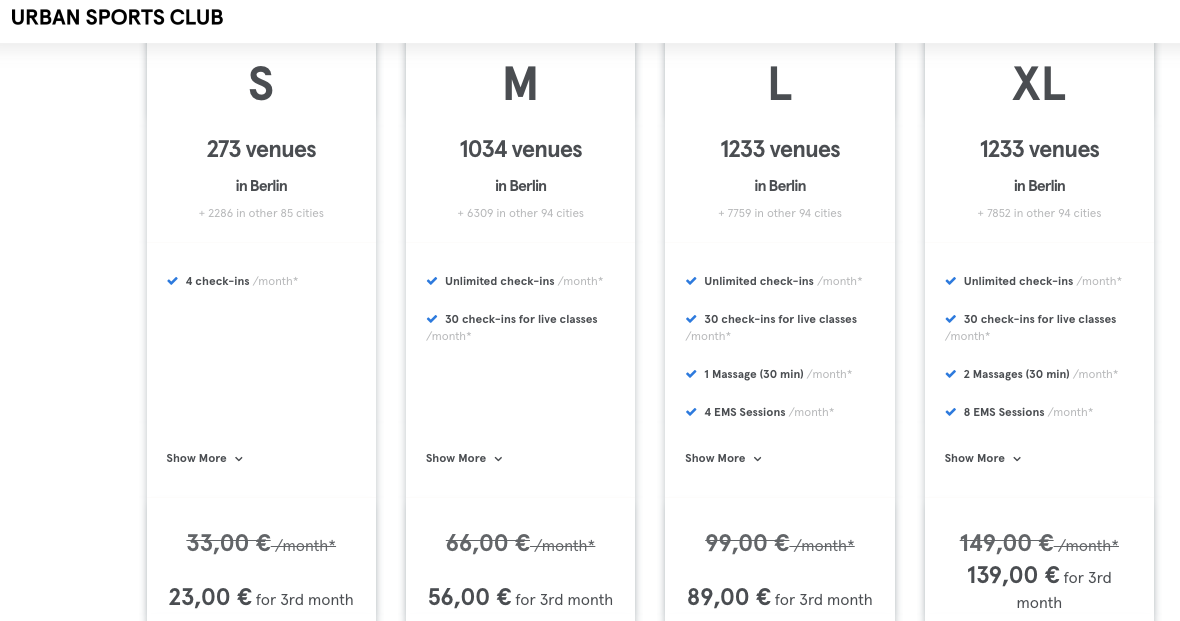 URBAN SPORTS CLUB
S
273 venues
in Berlin
+ 2286 in other 85 cities
4 check-ins /month*
Show More
33,00 € /month*
23,00 € for 3rd month
M
1034 venues
in Berlin
+ 6309 in other 94 cities
Unlimited check-ins /month*
30 check-ins for live classes
/month*
Show More
66,00 € /month*
56,00 € for 3rd month
L
1233 venues
in Berlin
+ 7759 in other 94 cities
Unlimited check-ins /month*
30 check-ins for live classes
/month*
1 Massage (30 min) /month*
4 EMS Sessions /month*
Show More
99,00 € /month*
89,00 € for 3rd month
XL
1233 venues
in Berlin
+ 7852 in other 94 cities
Unlimited check-ins /month*
30 check-ins for live classes
/month*
2 Massages (30 min) /month*
8 EMS Sessions /month*
Show More
149,00 € /month*
139,00 € for 3rd
month